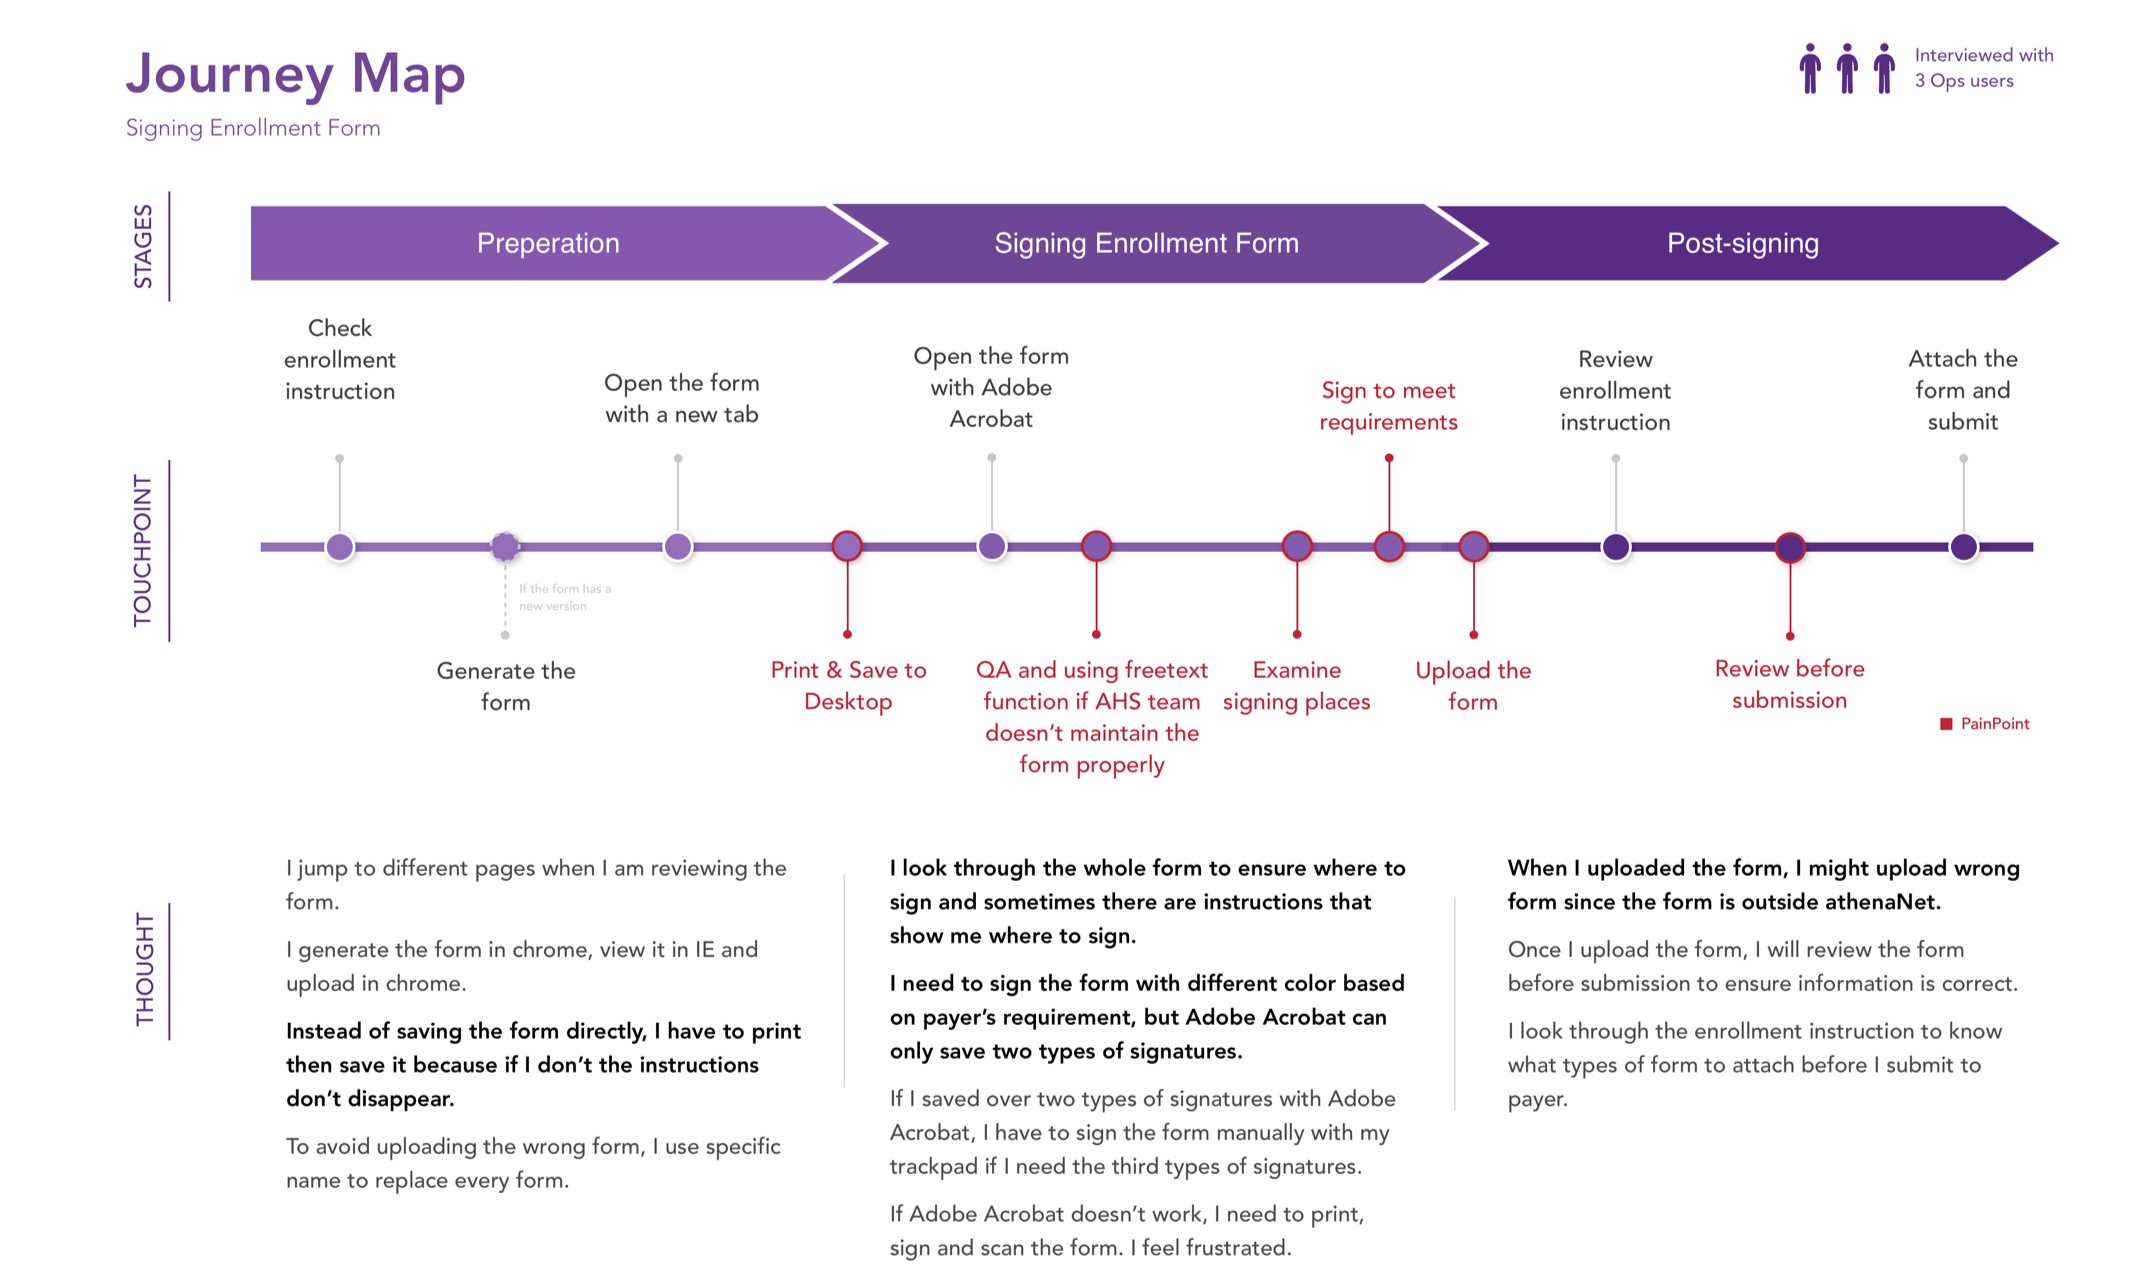 Journey Map
Signing Enrollment Form
Interviewed with
3 Ops users
STAGES
Preperation
Signing Enrollment Form
Post-signing
TOUCHPOINT
Check
enrollment
instruction
If the form has a
new version
Generate the
form
Open the form
with a new tab
Print & Save to
Desktop
Open the form
with Adobe
Acrobat
QA and using freetext
function if AHS team
doesn't maintain the
form properly
Examine
signing places
Sign to meet
requirements
Upload the
form
Review
enrollment
instruction
Review before
submission
Attach the
form and
submit
PainPoint
THOUGHT
I jump to different pages when I am reviewing the
form.
I generate the form in chrome, view it in IE and
upload in chrome.
Instead of saving the form directly, I have to print
then save it because if I don't the instructions
don't disappear.
To avoid uploading the wrong form, I use specific
name to replace every form.
I look through the whole form to ensure where to
sign and sometimes there are instructions that
show me where to sign.
I need to sign the form with different color based
on payer's requirement, but Adobe Acrobat can
only save two types of signatures.
If I saved over two types of signatures with Adobe
Acrobat, I have to sign the form manually with my
trackpad if I need the third types of signatures.
If Adobe Acrobat doesn't work, I need to print,
sign and scan the form. I feel frustrated.
When I uploaded the form, I might upload wrong
form since the form is outside athenaNet.
Once I upload the form, I will review the form
before submission to ensure information is correct.
I look through the enrollment instruction to know
what types of form to attach before I submit to
payer.